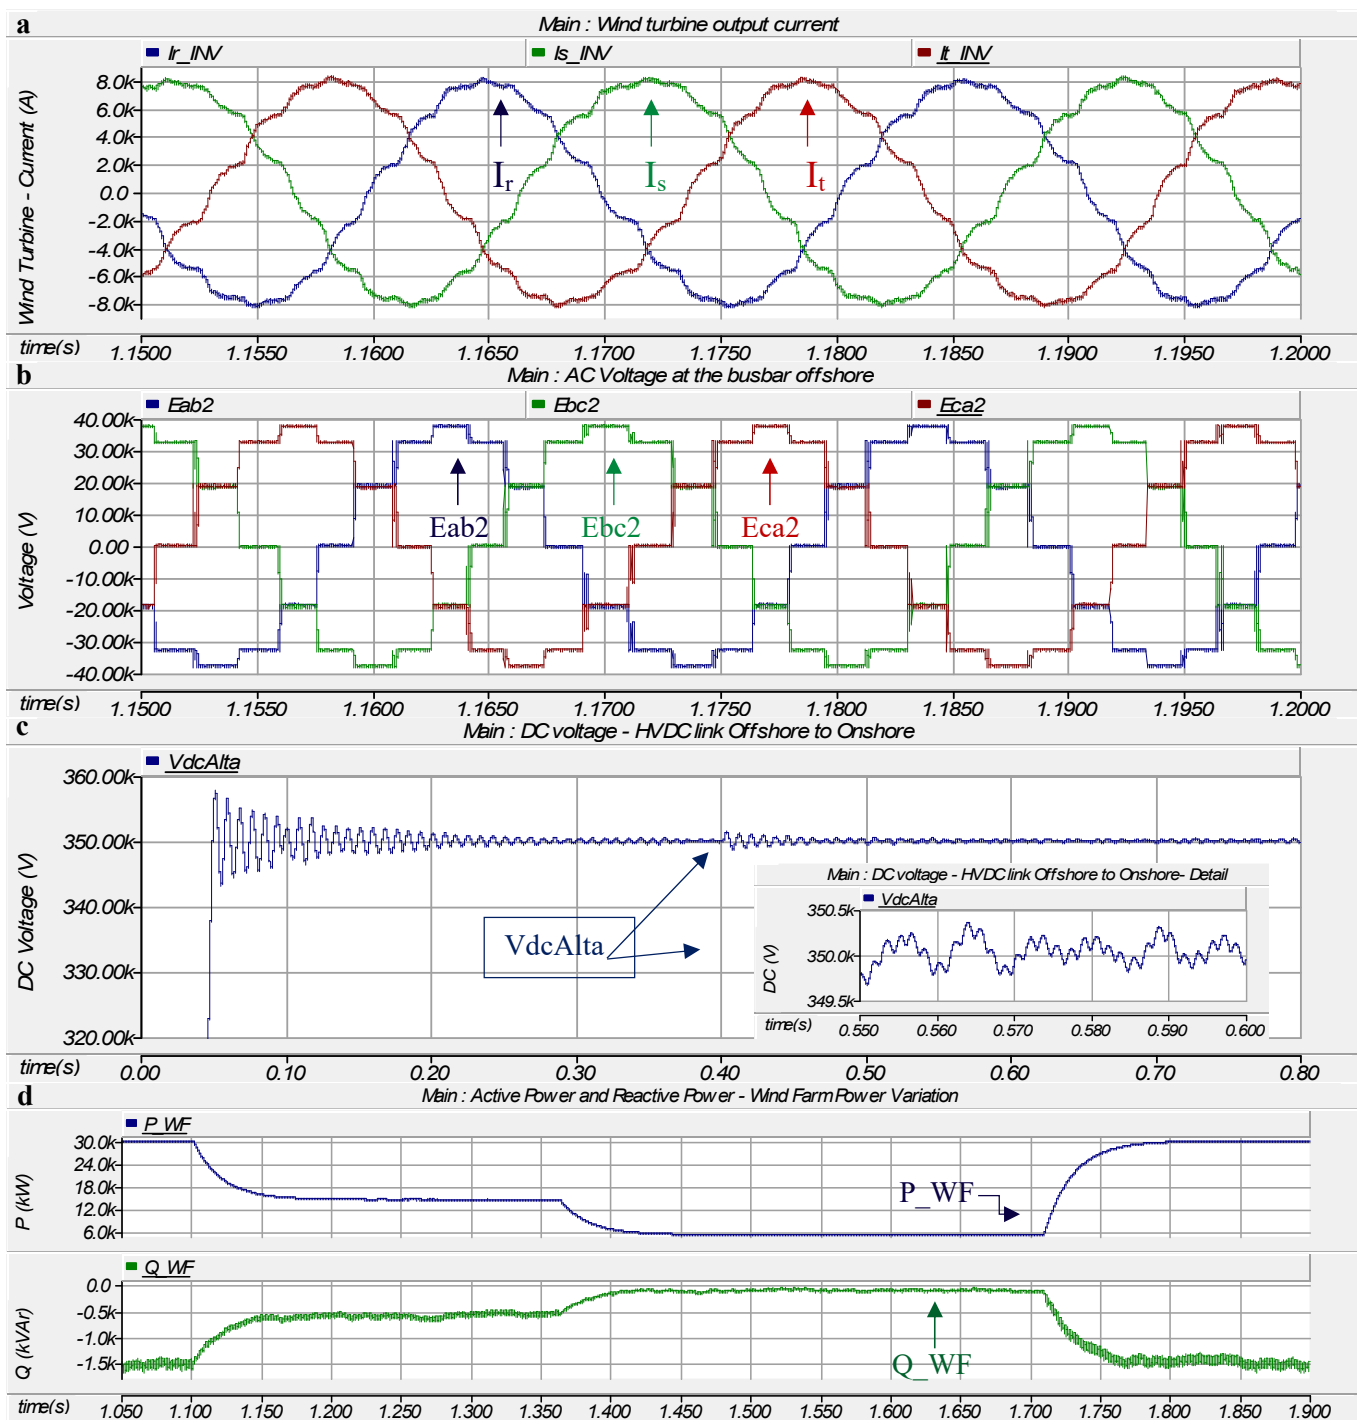 a
Main : Wind turbine output current
Ir_INV Is_INV It_INV
Wind Turbine - Current (A)
8.0k
6.0k
4.0k
2.0k
0.0
-2.0k
-4.0k
-6.0k
-8.0k
Ir Is It
time(s) 1.1500 1.1550 1.1600 1.1650 1.1700 1.1750 1.1800 1.1850 1.1900 1.1950 1.2000
b
Main : AC Voltage at the busbar offshore
Eab2 Ebc2 Eca2
Voltage (V)
40.00k
30.00k
20.00k
10.00k
0.00
-10.00k
-20.00k
-30.00k
-40.00k
Eab2 Ebc2 Eca2
time(s) 1.1500 1.1550 1.1600 1.1650 1.1700 1.1750 1.1800 1.1850 1.1900 1.1950 1.2000
c
Main : DC voltage - HVDC link Offshore to Onshore
VdcAlta
DC Voltage (V)
360.00k
350.00k
340.00k
330.00k
320.00k
VdcAlta
Main : DC voltage - HVDC link Offshore to Onshore- Detail
VdcAlta
DC (V)
350.5k
350.0k
349.5k
time(s) 0.550 0.560 0.570 0.580 0.590 0.600
time(s) 0.00 0.10 0.20 0.30 0.40 0.50 0.60 0.70 0.80
d
Main : Active Power and Reactive Power - Wind Farm Power Variation
P_WF
P (kW)
30.0k
24.0k
18.0k
12.0k
6.0k
P_WF
Q_WF
Q (kVAr)
0.0
-0.5k
-1.0k
-1.5k
Q_WF
time(s) 1.050 1.100 1.150 1.200 1.250 1.300 1.350 1.400 1.450 1.500 1.550 1.600 1.650 1.700 1.750 1.800 1.850 1.900